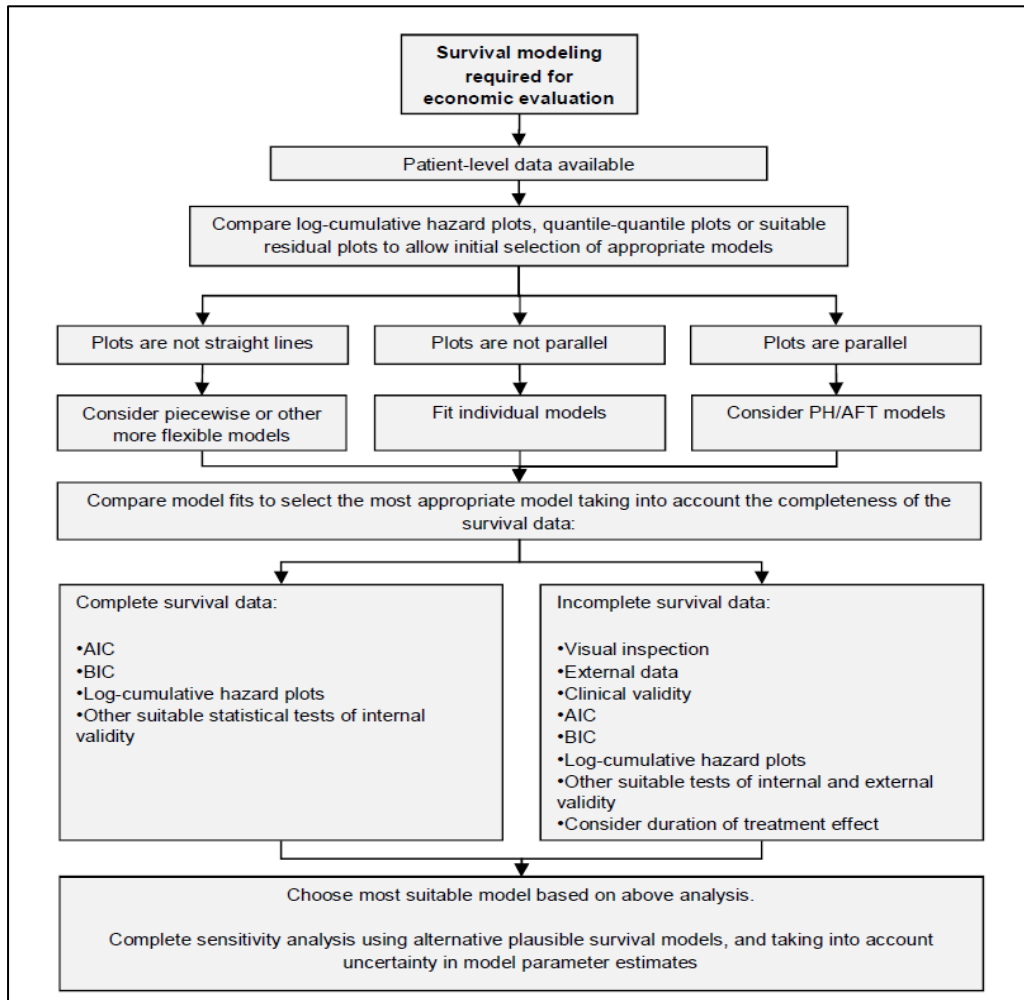 Survival modeling
required for
economic evaluation
Patient-level data available
Compare log-cumulative hazard plots, quantile-quantile plots or suitable
residual plots to allow initial selection of appropriate models
Plots are not straight lines
Plots are not parallel
Plots are parallel
Consider piecewise or other
more flexible models
Fit individual models
Consider PH/AFT models
Compare model fits to select the most appropriate model taking into account the completeness of the
survival data:
Complete survival data:
•AIC
•BIC
•Log-cumulative hazard plots
•Other suitable statistical tests of internal
validity
Incomplete survival data:
•Visual inspection
•External data
•Clinical validity
•AIC
•BIC
•Log-cumulative hazard plots
•Other suitable tests of internal and external
validity
•Consider duration of treatment effect
Choose most suitable model based on above analysis.
Complete sensitivity analysis using alternative plausible survival models, and taking into account
uncertainty in model parameter estimates